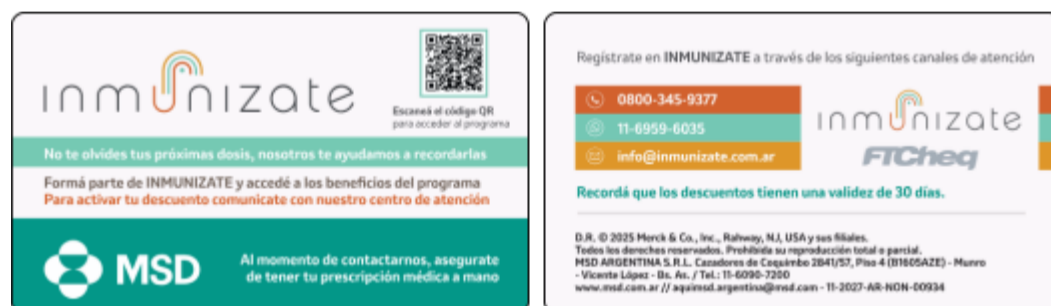 inmunizate
Escaneá el código QR
para acceder al programa
No te olvides tus próximas dosis, nosotros te ayudamos a recordarlas
Formá parte de INMUNIZATE y accedé a los beneficios del programa
Para activar tu descuento comunicate con nuestro centro de atención
MSD
Al momento de contactarnos, asegurate
de tener tu prescripción médica a mano
Regístrate en INMUNIZATE a través de los siguientes canales de atención
0800-345-9377
11-6959-6035
info@inmunizate.com.ar
inmunizate
FTCheq
Recordá que los descuentos tienen una validez de 30 días.
D.R. © 2025 Merck & Co., Inc., Rahway, NJ, USA y sus filiales.
Todos los derechos reservados. Prohibida su reproducción total o parcial.
MSD ARGENTINA S.R.L. Cazadores de Coquimbo 2841/57, Piso 4 (B1605AZE) - Munro
- Vicente López - Bs. As. / Tel.: 11-6090-7200
www.msd.com.ar // aquimsd.argentina@msd.com - 11-2027-AR-NON-00934